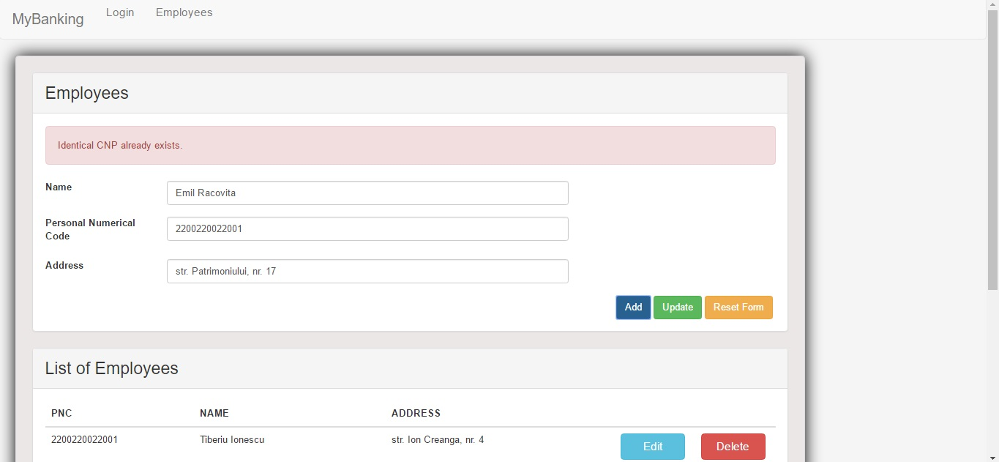 MyBanking
Login
Employees
Employees
Identical CNP already exists.
Name
Emil Racovita
Personal Numerical
Code
2200220022001
Address
str. Patrimoniului, nr. 17
Add
Update
Reset Form
List of Employees
PNC NAME ADDRESS
2200220022001 Tiberiu Ionescu str. Ion Creanga, nr. 4 Edit Delete